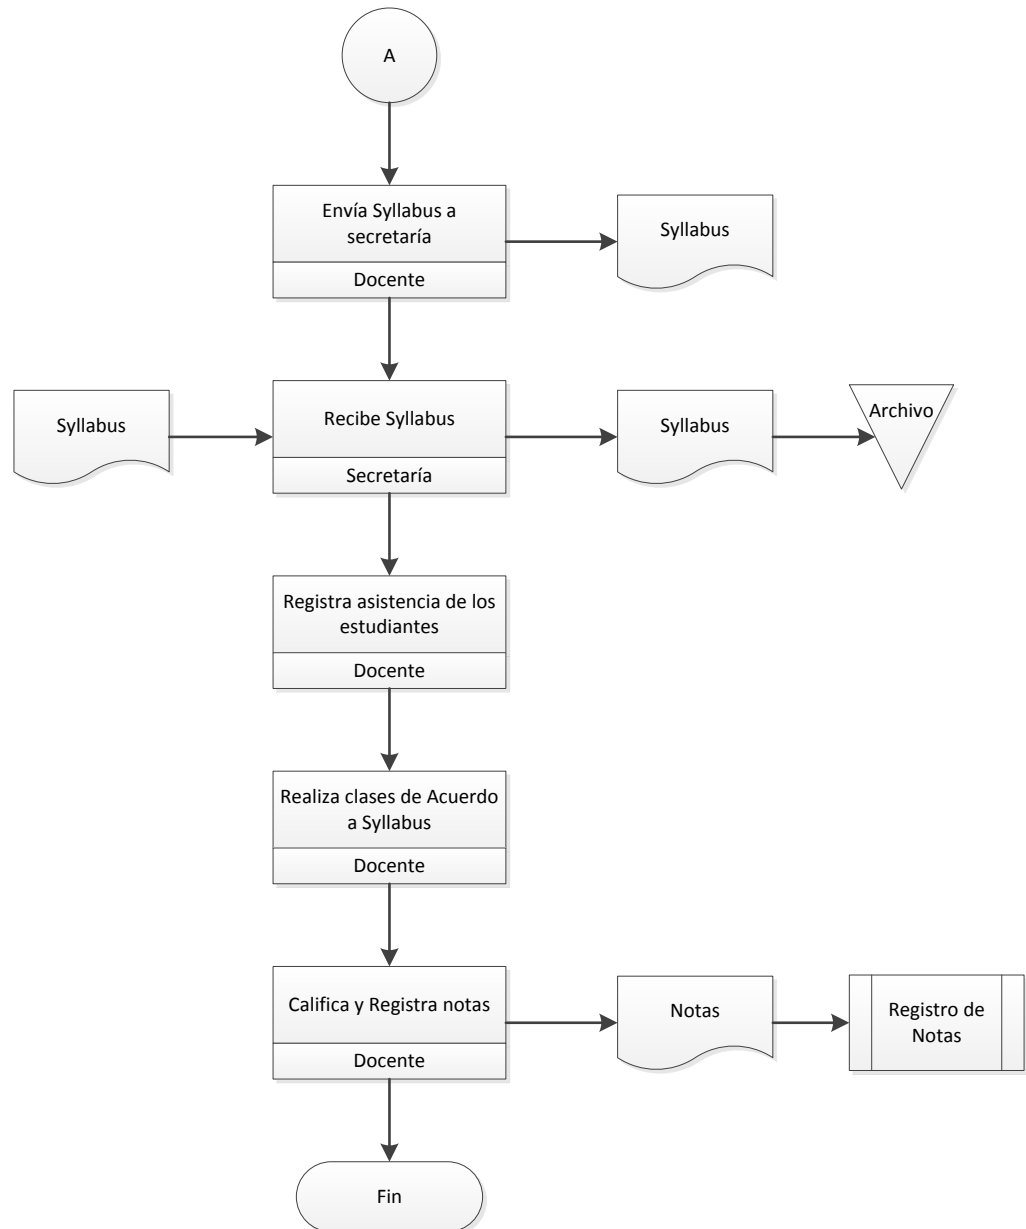 A
Envía Syllabus a
secretaría
Docente
Syllabus
Syllabus
Recibe Syllabus
Secretaría
Syllabus
Archivo
Registra asistencia de los
estudiantes
Docente
Realiza clases de Acuerdo
a Syllabus
Docente
Califica y Registra notas
Docente
Notas
Registro de
Notas
Fin